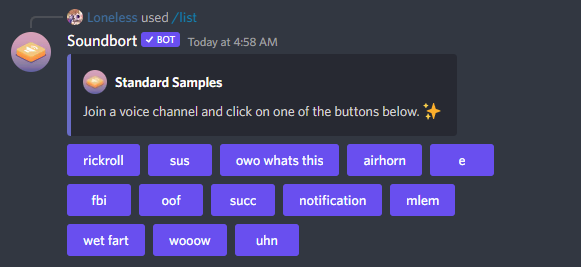 Loneless used /list
Soundbort BOT Today at 4:58 AM
Standard Samples
Join a voice channel and click on one of the buttons below. ✨
rickroll sus owo whats this airhorn e
fbi oof succ notification mlem
wet fart wooow uhn